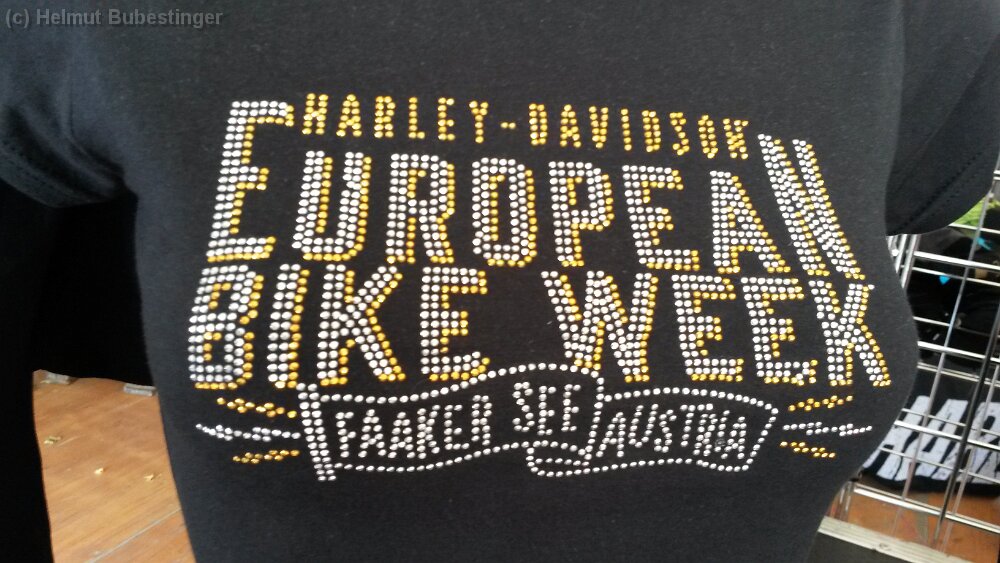 (c) Helmut Bubestinger
HARLEY-DAVIDSON
EUROPEAN
BIKE WEEK
FAAKER SEE AUSTRIA